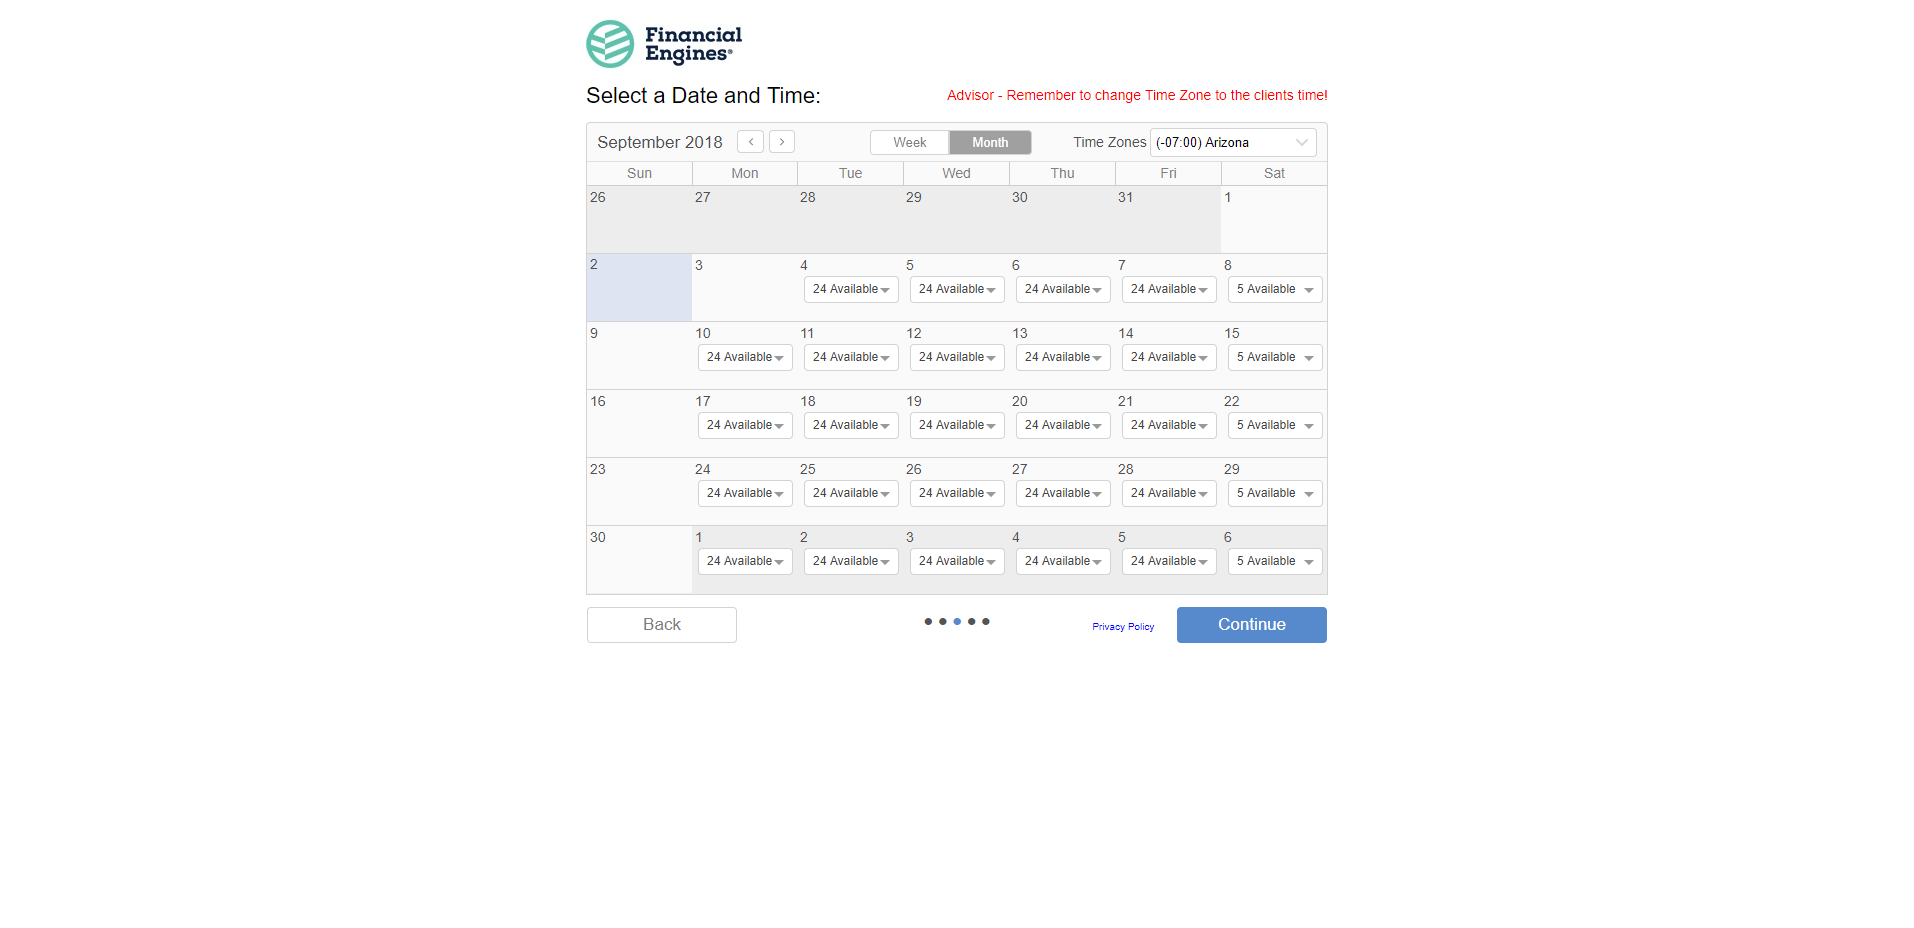 Financial
Engines®
Select a Date and Time:
Advisor - Remember to change Time Zone to the clients time!
September 2018 < > Week Month Time Zones (-07:00) Arizona
Sun Mon Tue Wed Thu Fri Sat
26 27 28 29 30 31 1
2 3 4 5 6 7 8
24 Available 24 Available 24 Available 24 Available 5 Available
9 10 11 12 13 14 15
24 Available 24 Available 24 Available 24 Available 24 Available 5 Available
16 17 18 19 20 21 22
24 Available 24 Available 24 Available 24 Available 24 Available 5 Available
23 24 25 26 27 28 29
24 Available 24 Available 24 Available 24 Available 24 Available 5 Available
30 1 2 3 4 5 6
24 Available 24 Available 24 Available 24 Available 24 Available 5 Available
Back Privacy Policy Continue